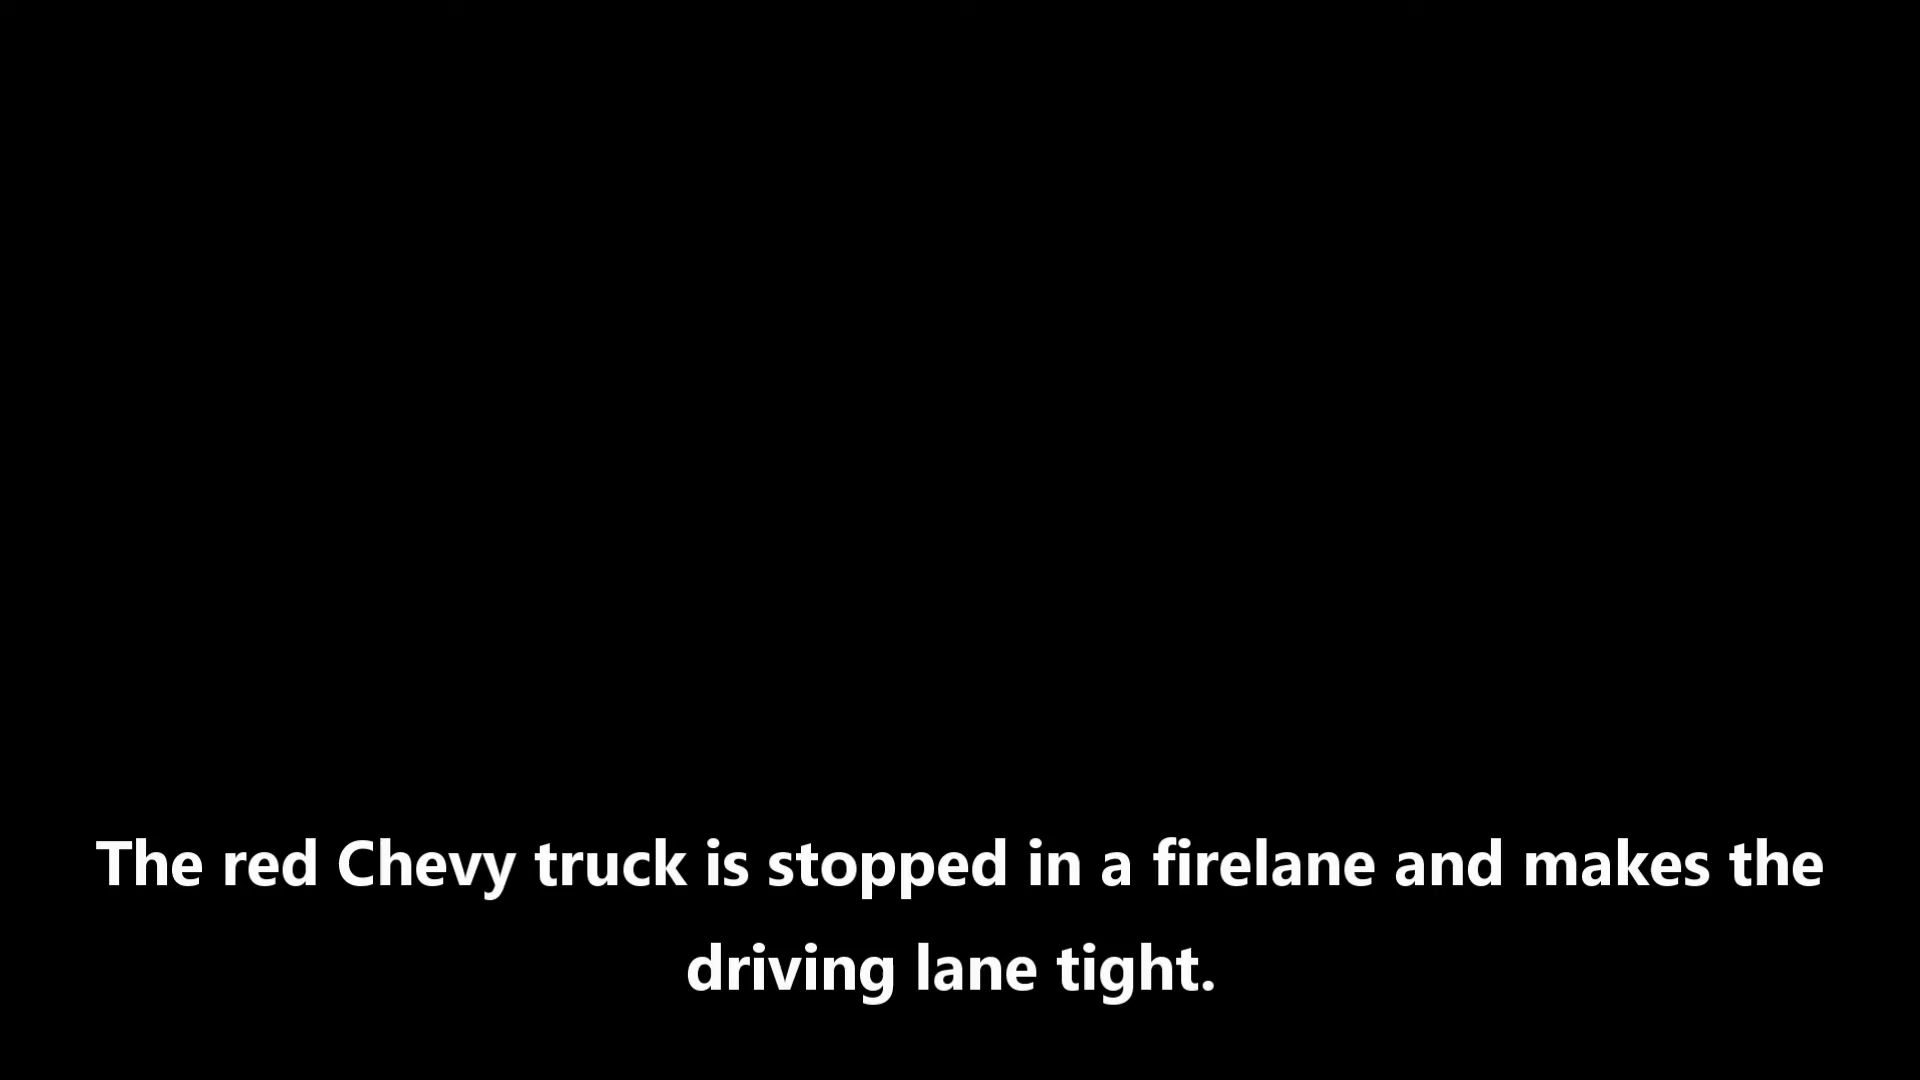 The red Chevy truck is stopped in a firelane and makes the
driving lane tight.